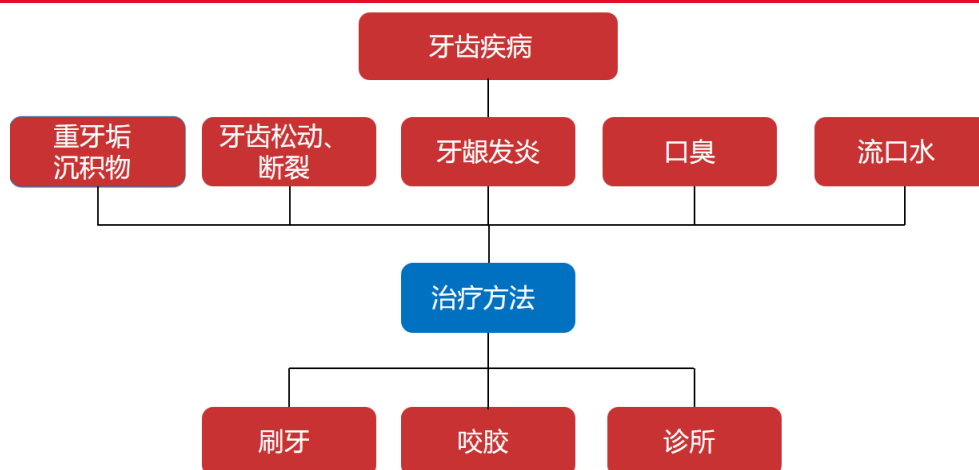 牙齿疾病
重牙垢
沉积物
牙齿松动、
断裂
牙龈发炎
口臭
流口水
治疗方法
刷牙
咬胶
诊所